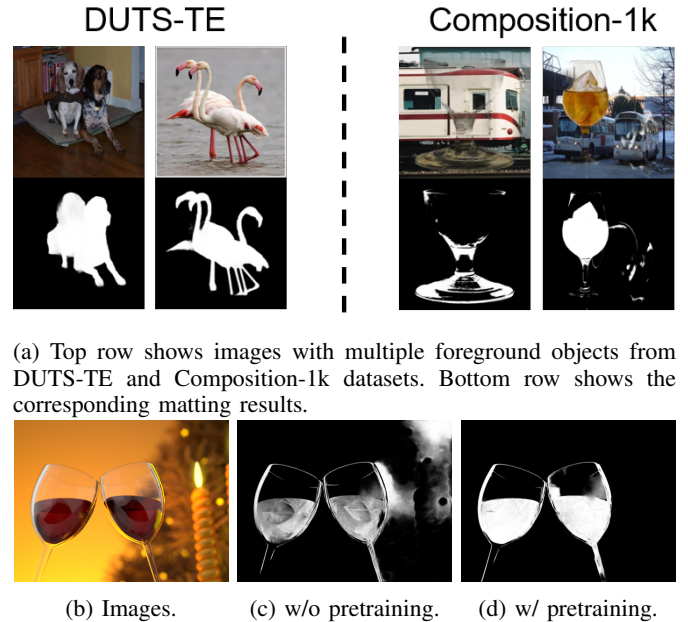 DUTS-TE
Composition-1k
(a) Top row shows images with multiple foreground objects from
DUTS-TE and Composition-1k datasets. Bottom row shows the
corresponding matting results.
(b) Images.
(c) w/o pretraining.
(d) w/ pretraining.